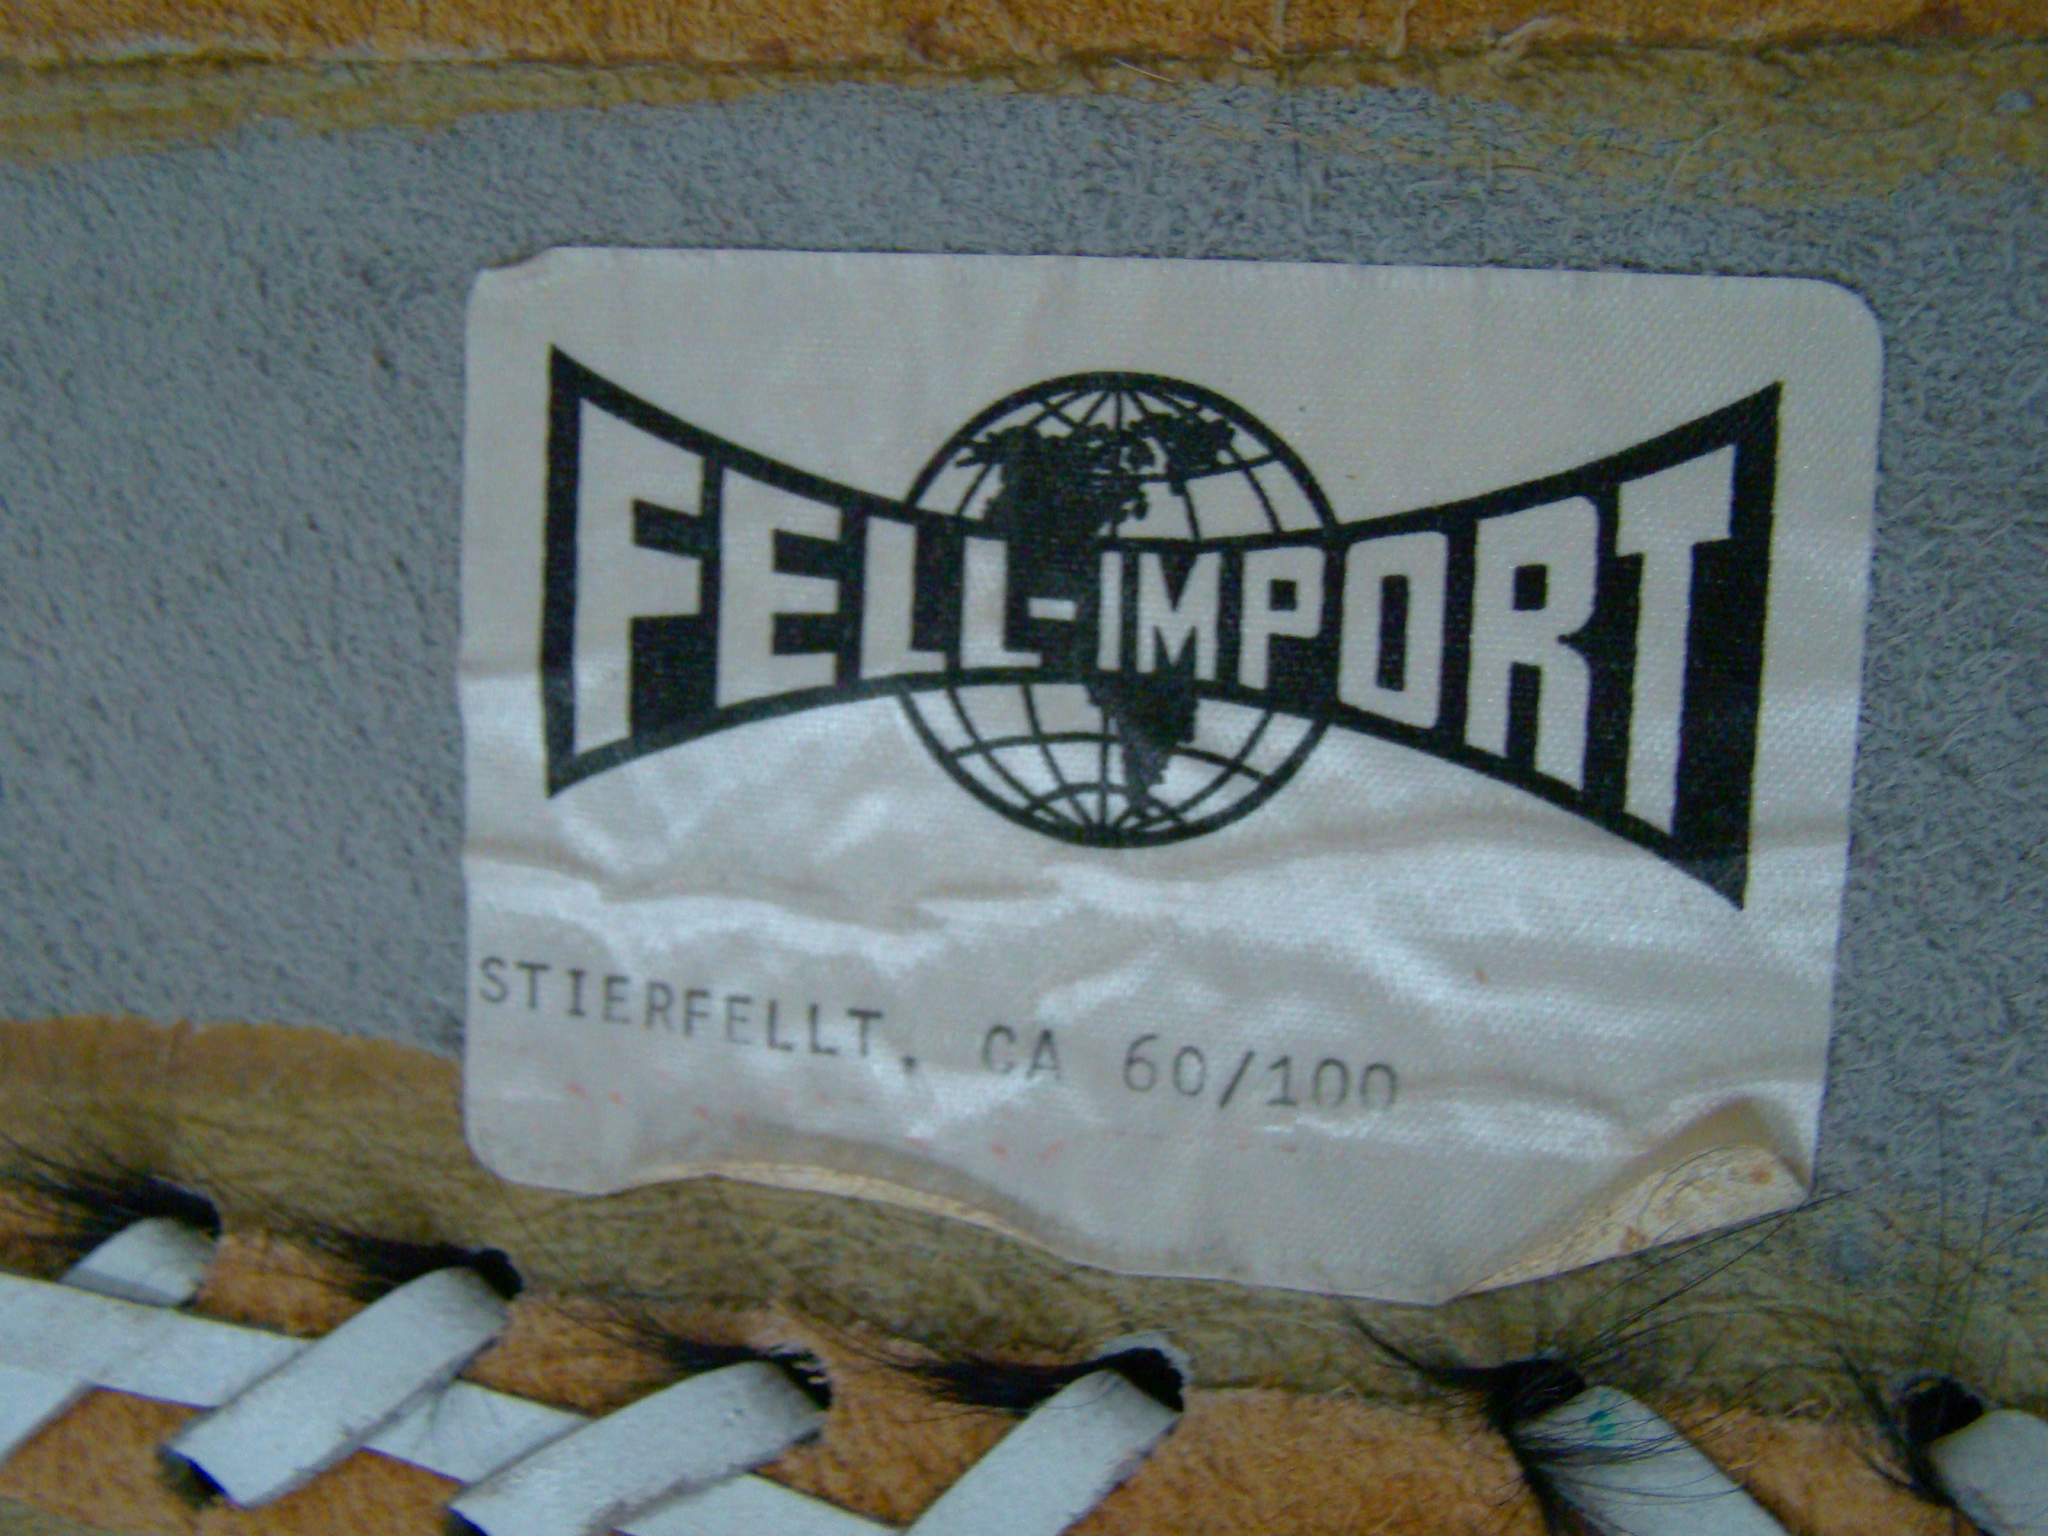 FELL-IMPORT
STIERFELLT, CA 60/100